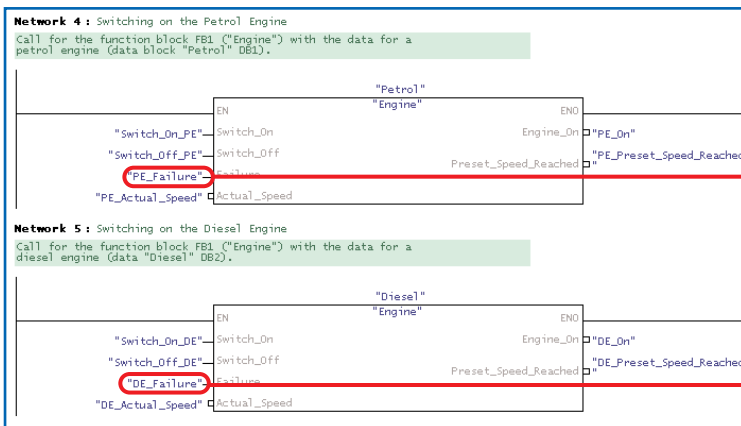 Network 4 : Switching on the Petrol Engine
Call for the function block FB1 ("Engine") with the data for a
petrol engine (data block "Petrol" DB1).
"Petrol"
"Engine"
EN ENO
"Switch_On_PE" Switch_On Engine_On "PE_On"
"Switch_Off_PE" Switch_Off "PE_Preset_Speed_Reached
Preset_Speed_Reached "
"PE_Failure" Failure
"PE_Actual_Speed" Actual_Speed
Network 5 : Switching on the Diesel Engine
Call for the function block FB1 ("Engine") with the data for a
diesel engine (data "Diesel" DB2).
"Diesel"
"Engine"
EN ENO
"Switch_On_DE" Switch_On Engine_On "DE_On"
"Switch_Off_DE" Switch_Off "DE_Preset_Speed_Reached
Preset_Speed_Reached "
"DE_Failure" Failure
"DE_Actual_Speed" Actual_Speed